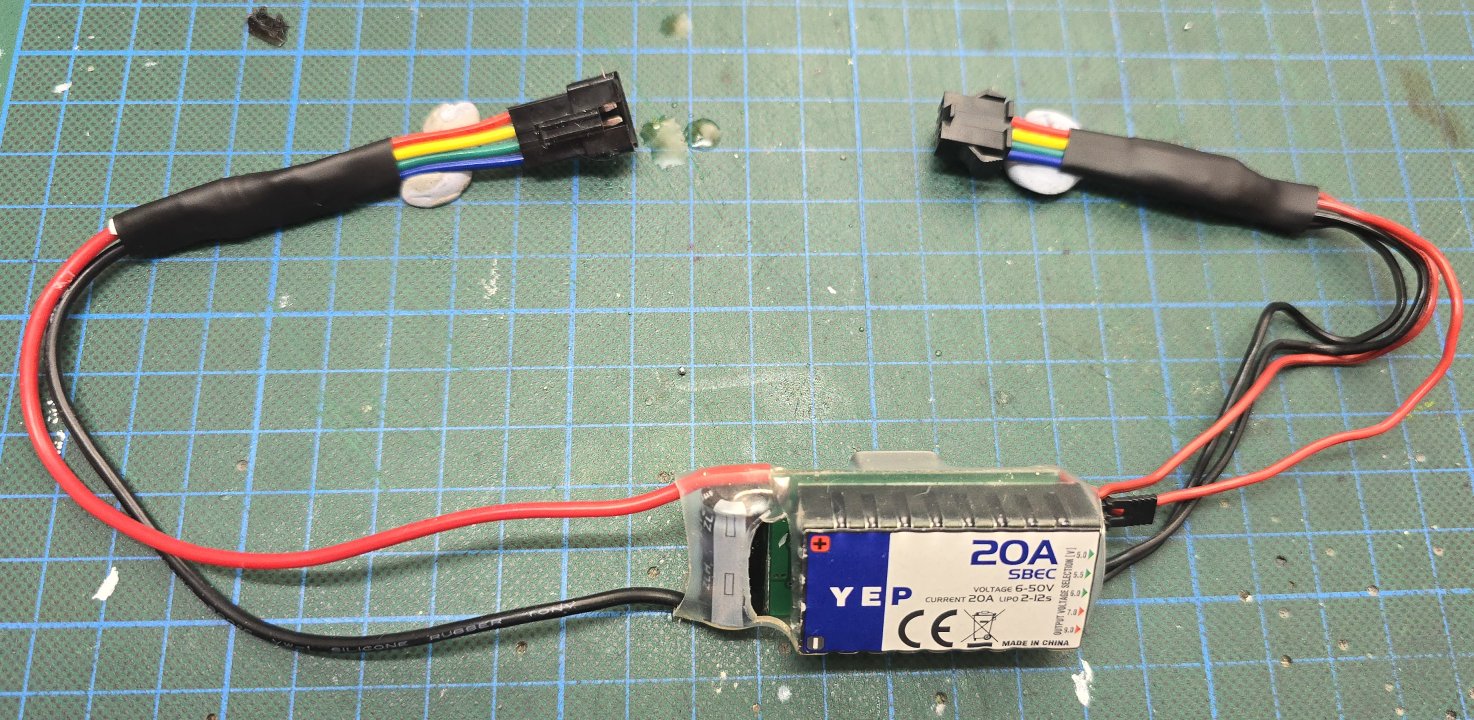 YEP
20A
SBEC
VOLTAGE 6-50V
CURRENT 20A LIPO 2-12s
CE
MADE IN CHINA
OUTPUT VOLTAGE SELECTION [V]
5.0
5.5
6.0
7.0
9.0
SILICONE RUBBER